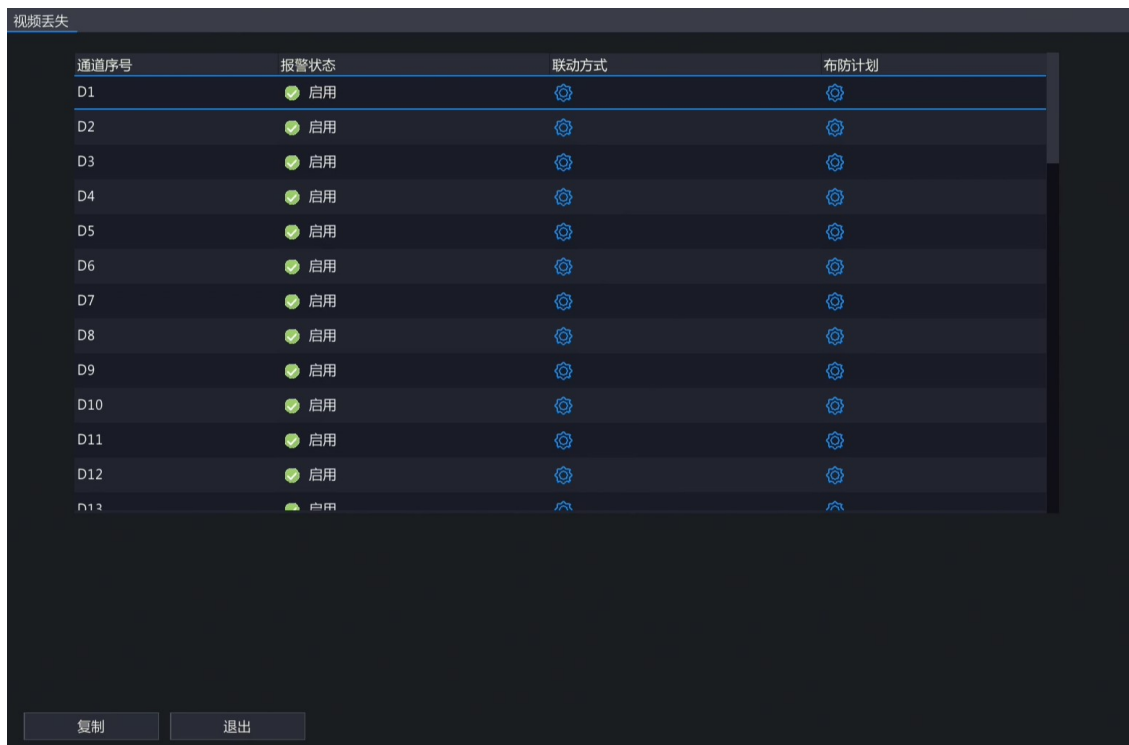 视频丢失
通道序号 报警状态 联动方式 布防计划
D1 启用
D2 启用
D3 启用
D4 启用
D5 启用
D6 启用
D7 启用
D8 启用
D9 启用
D10 启用
D11 启用
D12 启用
D13 启用
复制 退出